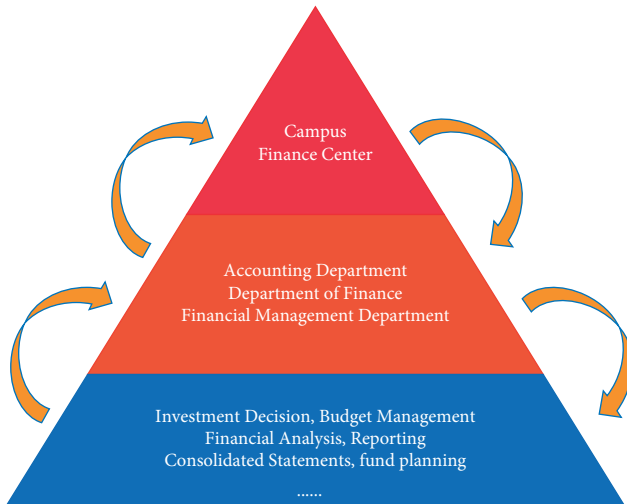 Campus
Finance Center
Accounting Department
Department of Finance
Financial Management Department
Investment Decision, Budget Management
Financial Analysis, Reporting
Consolidated Statements, fund planning
......